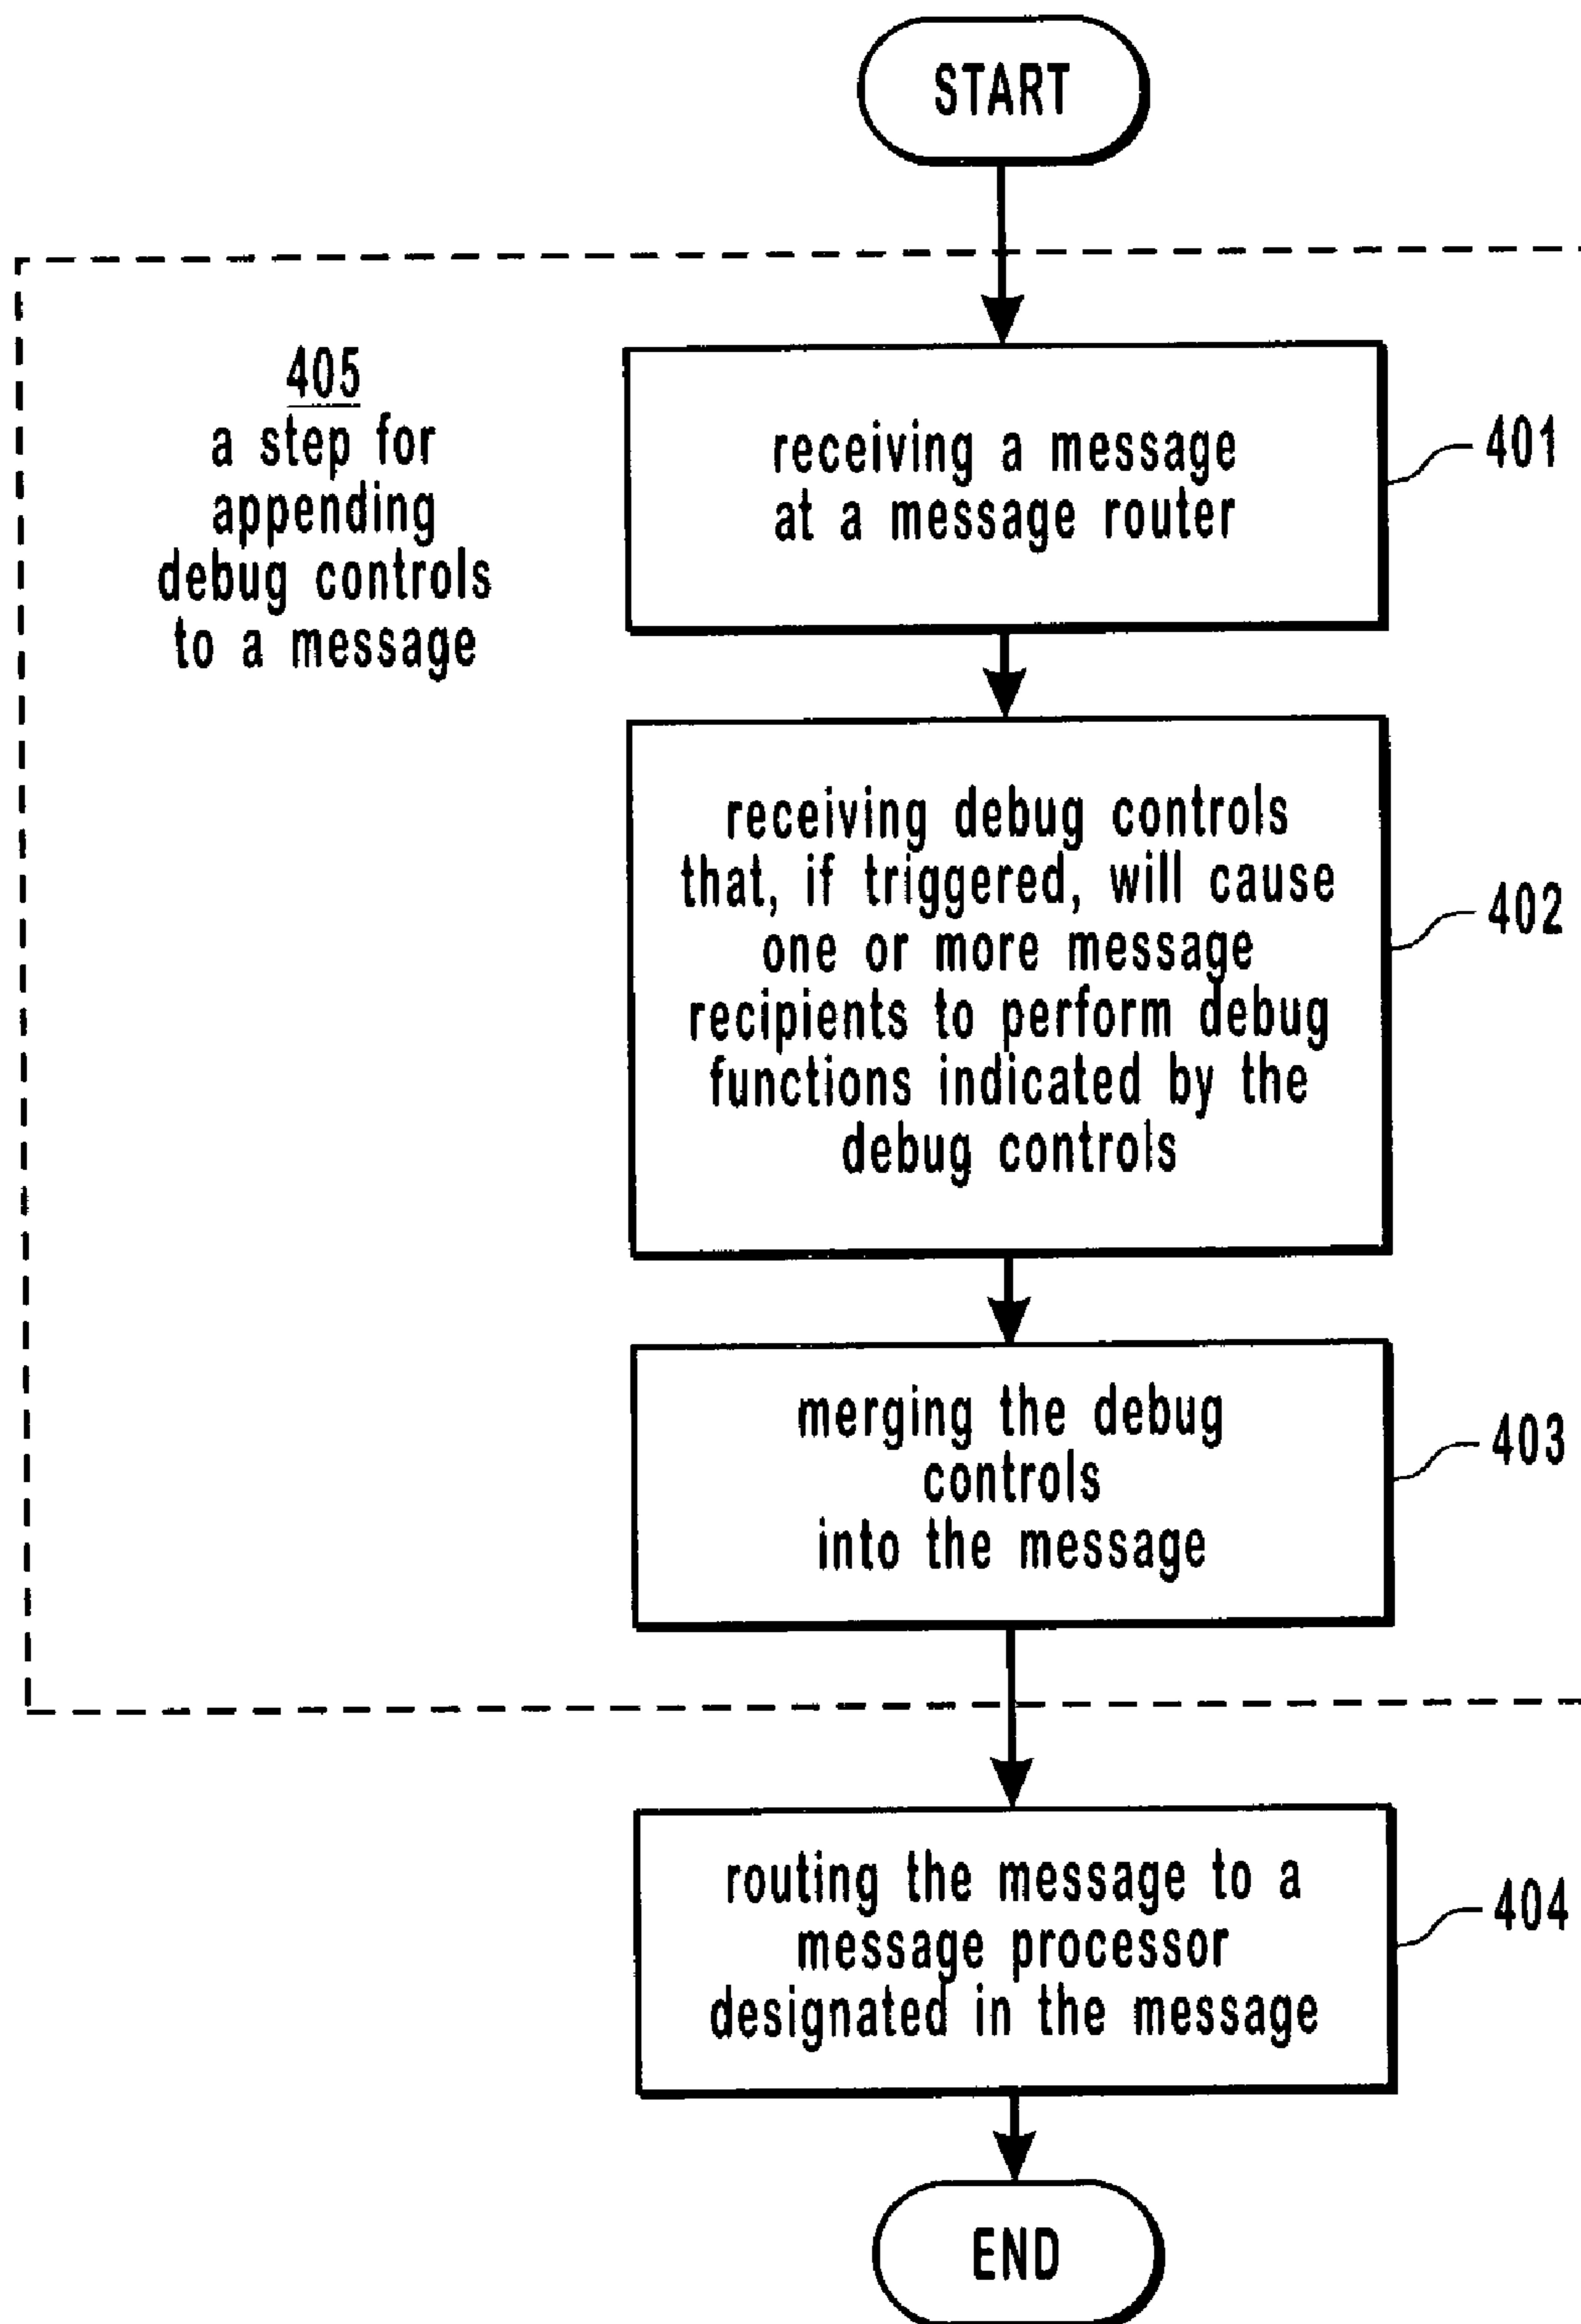 START
405
a step for
appending
debug controls
to a message
receiving a message
at a message router
401
receiving debug controls
that, if triggered, will cause
one or more message
recipients to perform debug
functions indicated by the
debug controls
402
merging the debug
controls
into the message
403
routing the message to a
message processor
designated in the message
404
END